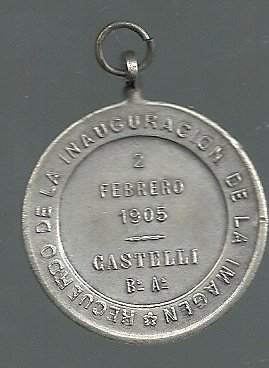 RECUERDO DE LA INAUGURACION DE LA IMAGEN
2
FEBRERO
1905
CASTELLI
Bs As